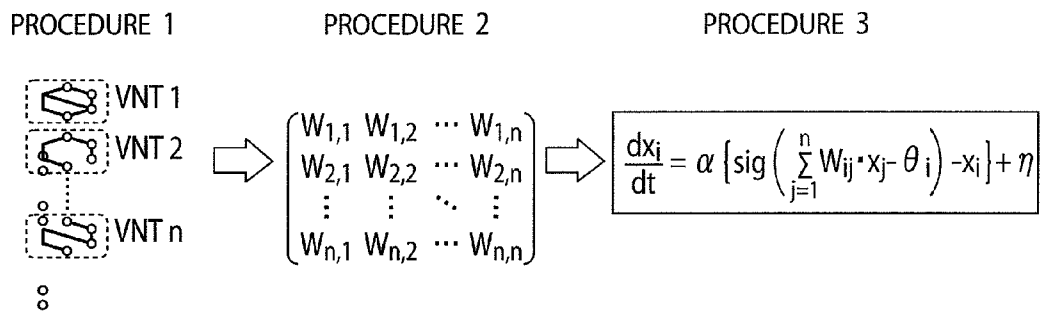 PROCEDURE 1
PROCEDURE 2
PROCEDURE 3
VNT 1
VNT 2
VNT n
W1,1 W1,2 ⋯ W1,n
W2,1 W2,2 ⋯ W2,n
⋮ ⋮ ⋱ ⋮
Wn,1 Wn,2 ⋯ Wn,n
dxi/dt = α {sig ( n∑j=1 Wij・xj- θi ) -xi}+ η